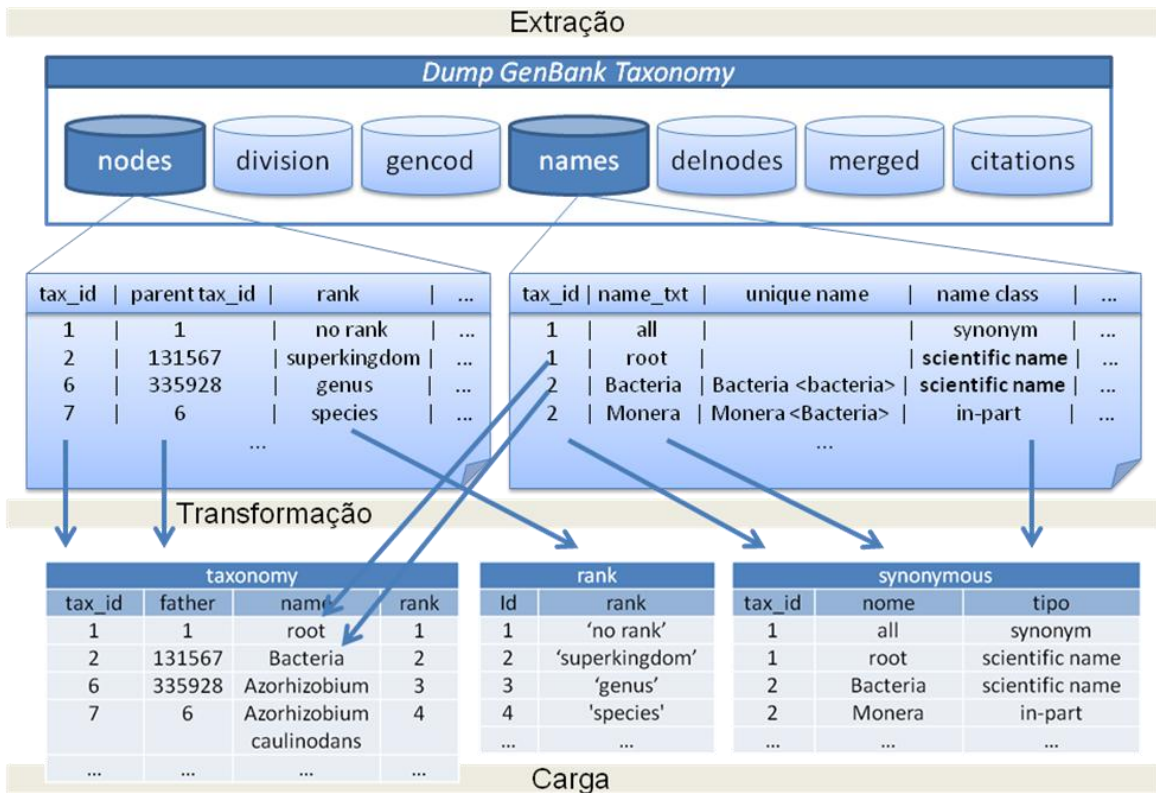 Extração
Dump GenBank Taxonomy
nodes division gencod names delnodes merged citations
tax_id | parent tax_id | rank | ...
1 | 1 | no rank | ...
2 | 131567 | superkingdom | ...
6 | 335928 | genus | ...
7 | 6 | species | ...
...
tax_id | name_txt | unique name | name class | ...
1 | all | | synonym | ...
1 | root | | scientific name | ...
2 | Bacteria | Bacteria <bacteria> | scientific name | ...
2 | Monera | Monera <Bacteria> | in-part | ...
...
Transformação
taxonomy
tax_id father name rank
1 1 root 1
2 131567 Bacteria 2
6 335928 Azorhizobium 3
7 6 Azorhizobium 4
caulinodans
... ... ... ...
rank
Id rank
1 ‘no rank’
2 ‘superkingdom’
3 ‘genus’
4 'species'
... ...
synonymous
tax_id nome tipo
1 all synonym
1 root scientific name
2 Bacteria scientific name
2 Monera in-part
... ... ...
Carga